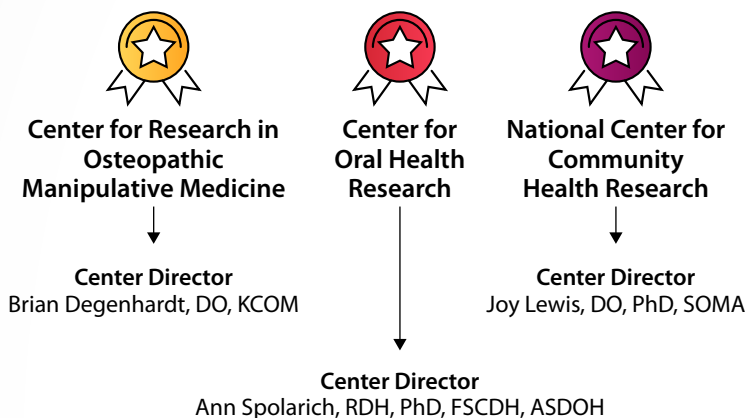 Center for Research in
Osteopathic
Manipulative Medicine
Center Director
Brian Degenhardt, DO, KCOM
Center for
Oral Health
Research
Center Director
Ann Spolarich, RDH, PhD, FSCDH, ASDOH
National Center for
Community
Health Research
Center Director
Joy Lewis, DO, PhD, SOMA